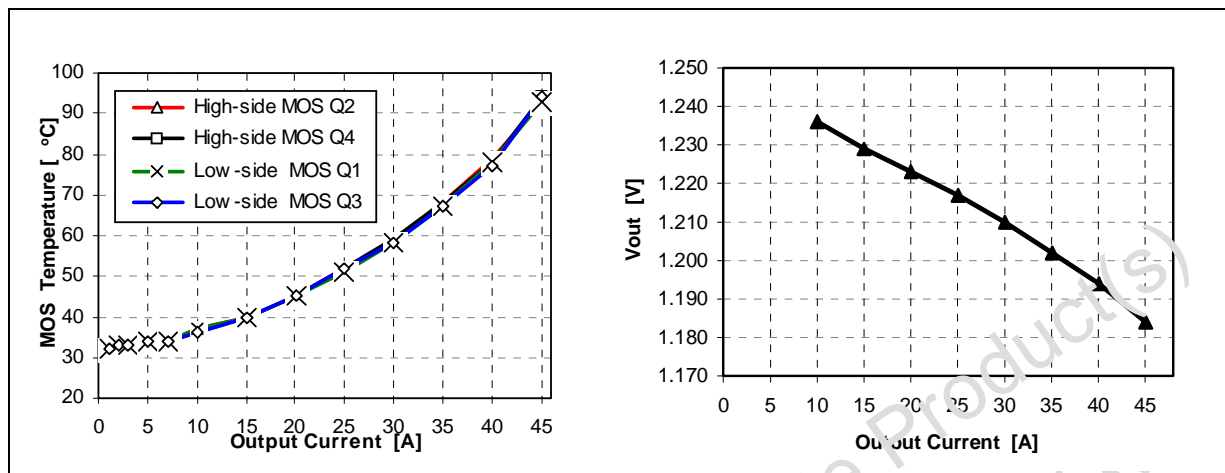 MOS Temperature [ ºC]
100
90
80
70
60
50
40
30
20
High-side MOS Q2
High-side MOS Q4
Low -side MOS Q1
Low -side MOS Q3
0 5 10 15 20 25 30 35 40 45
Output Current [A]
Vout [V]
1.250
1.240
1.230
1.220
1.210
1.200
1.190
1.180
1.170
0 5 10 15 20 25 30 35 40 45
Output Current [A]
Product(s)